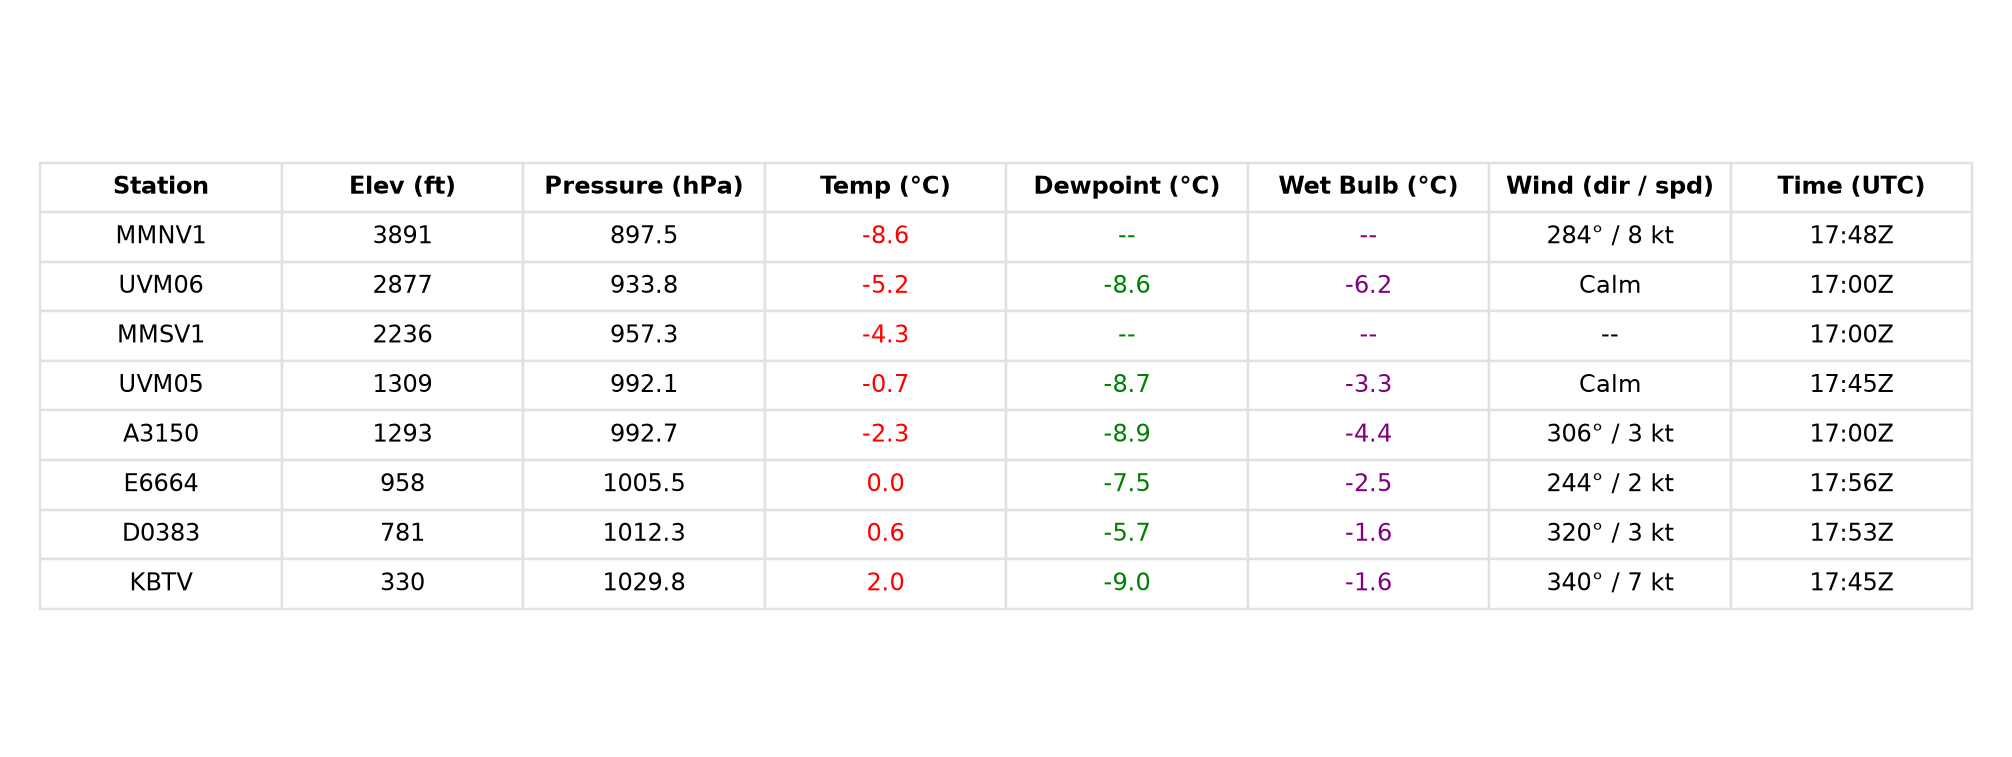 Station Elev (ft) Pressure (hPa) Temp (°C) Dewpoint (°C) Wet Bulb (°C) Wind (dir / spd) Time (UTC)
MMNV1 3891 897.5 -8.6 -- -- 284° / 8 kt 17:48Z
UVM06 2877 933.8 -5.2 -8.6 -6.2 Calm 17:00Z
MMSV1 2236 957.3 -4.3 -- -- -- 17:00Z
UVM05 1309 992.1 -0.7 -8.7 -3.3 Calm 17:45Z
A3150 1293 992.7 -2.3 -8.9 -4.4 306° / 3 kt 17:00Z
E6664 958 1005.5 0.0 -7.5 -2.5 244° / 2 kt 17:56Z
D0383 781 1012.3 0.6 -5.7 -1.6 320° / 3 kt 17:53Z
KBTV 330 1029.8 2.0 -9.0 -1.6 340° / 7 kt 17:45Z